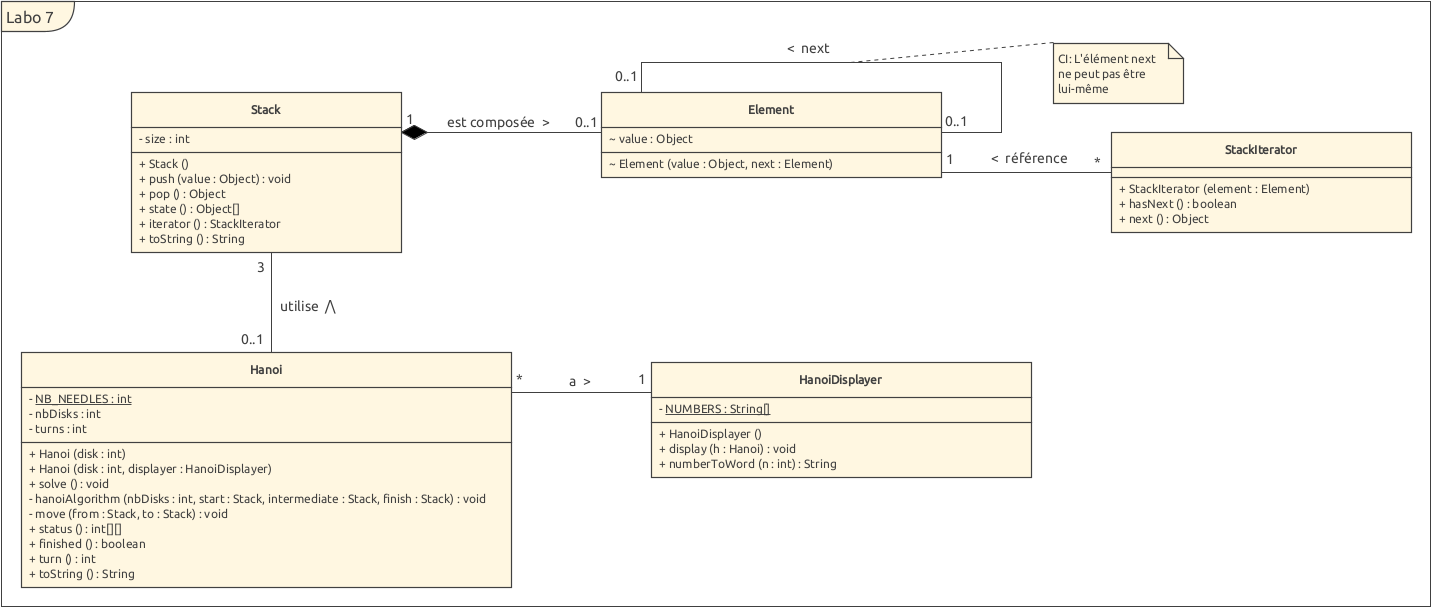 Labo 7
< next
0..1
CI: L'élément next
ne peut pas être
lui-même
Stack
- size : int
+ Stack ()
+ push (value : Object) : void
+ pop () : Object
+ state () : Object[]
+ iterator () : StackIterator
+ toString () : String
1
est composée >
0..1
Element
~ value : Object
~ Element (value : Object, next : Element)
0..1
1
< référence
*
StackIterator
+ StackIterator (element : Element)
+ hasNext () : boolean
+ next () : Object
3
utilise /\
0..1
Hanoi
- NB_NEEDLES : int
- nbDisks : int
- turns : int
+ Hanoi (disk : int)
+ Hanoi (disk : int, displayer : HanoiDisplayer)
+ solve () : void
- hanoiAlgorithm (nbDisks : int, start : Stack, intermediate : Stack, finish : Stack) : void
- move (from : Stack, to : Stack) : void
+ status () : int[][]
+ finished () : boolean
+ turn () : int
+ toString () : String
*
a >
1
HanoiDisplayer
- NUMBERS : String[]
+ HanoiDisplayer ()
+ display (h : Hanoi) : void
+ numberToWord (n : int) : String